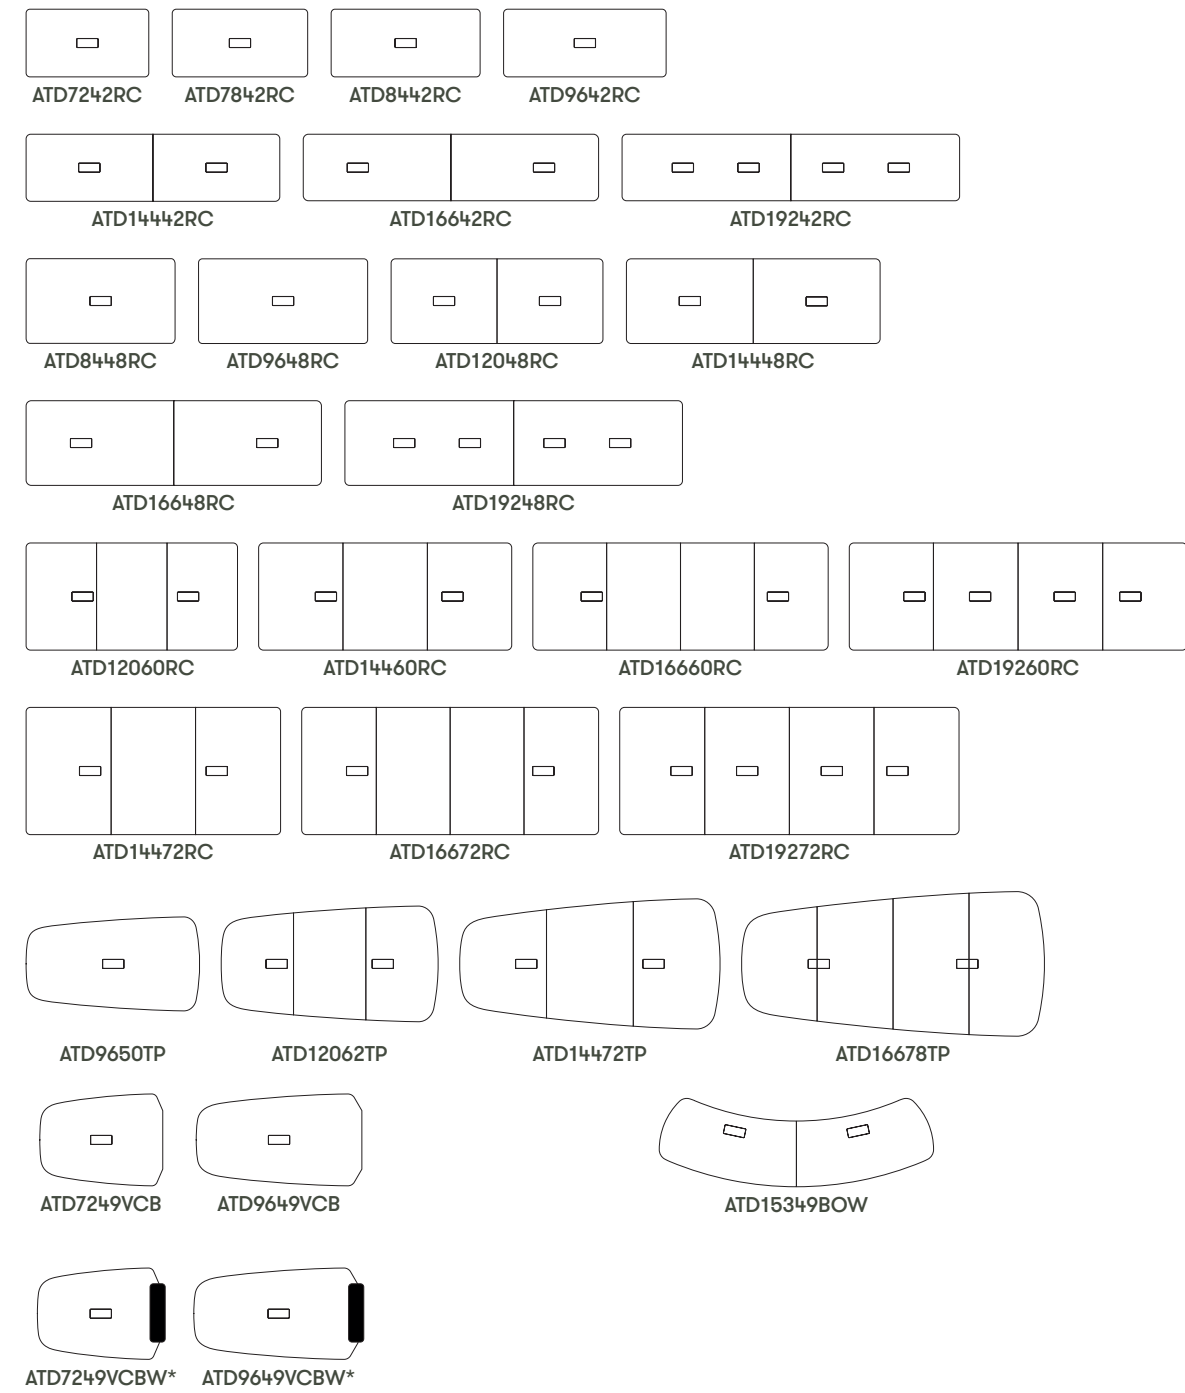 ATD7242RC ATD7842RC ATD8442RC ATD9642RC
ATD14442RC ATD16642RC ATD19242RC
ATD8448RC ATD9648RC ATD12048RC ATD14448RC
ATD16648RC ATD19248RC
ATD12060RC ATD14460RC ATD16660RC ATD19260RC
ATD14472RC ATD16672RC ATD19272RC
ATD9650TP ATD12062TP ATD14472TP ATD16678TP
ATD7249VCB ATD9649VCB ATD15349BOW
ATD7249VCBW* ATD9649VCBW*